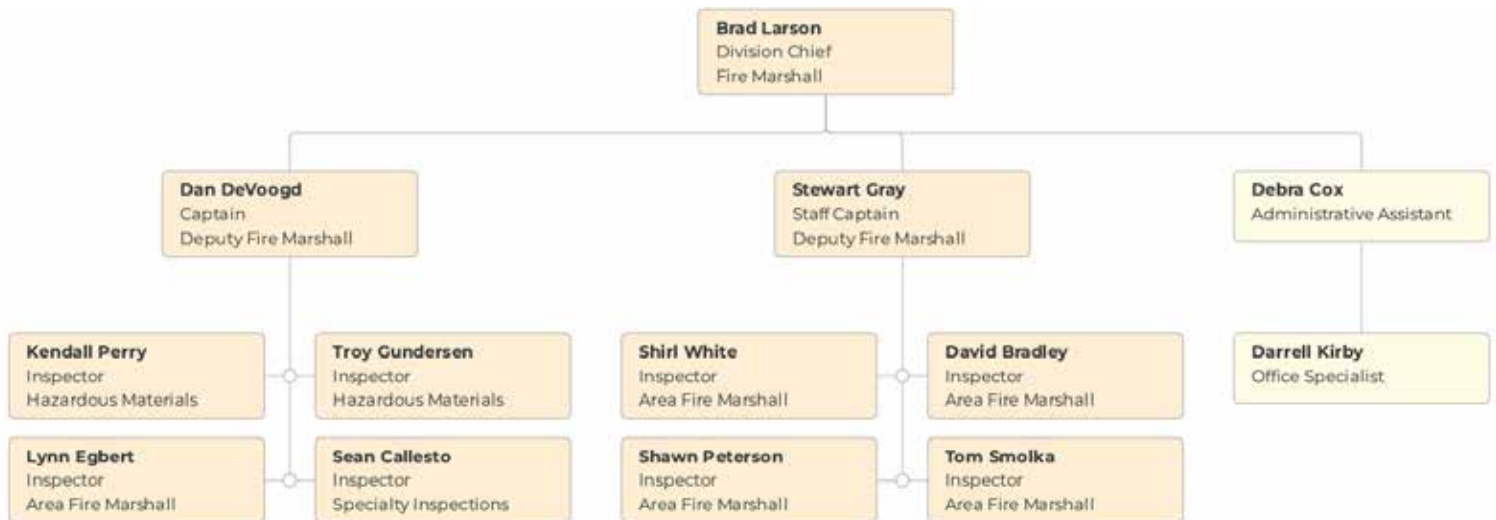 Brad Larson
Division Chief
Fire Marshall
Dan DeVoogd
Captain
Deputy Fire Marshall
Stewart Gray
Staff Captain
Deputy Fire Marshall
Debra Cox
Administrative Assistant
Kendall Perry
Inspector
Hazardous Materials
Troy Gundersen
Inspector
Hazardous Materials
Shirl White
Inspector
Area Fire Marshall
David Bradley
Inspector
Area Fire Marshall
Darrell Kirby
Office Specialist
Lynn Egbert
Inspector
Area Fire Marshall
Sean Callesto
Inspector
Specialty Inspections
Shawn Peterson
Inspector
Area Fire Marshall
Tom Smolka
Inspector
Area Fire Marshall